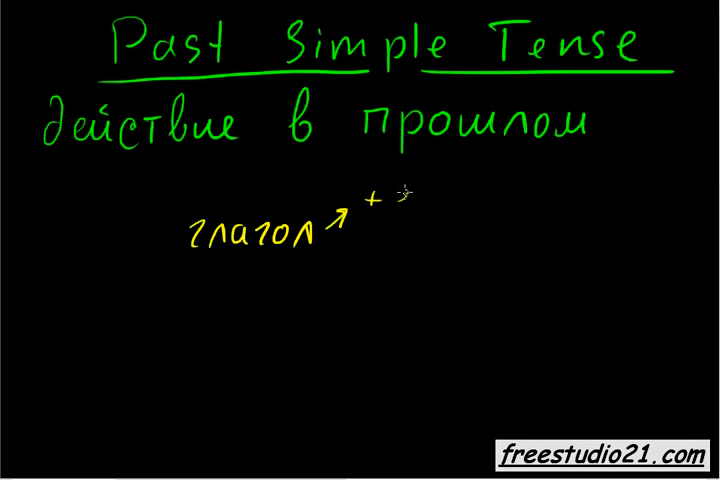 Past Simple Tense
действие в прошлом
глагол +
freestudio21.com